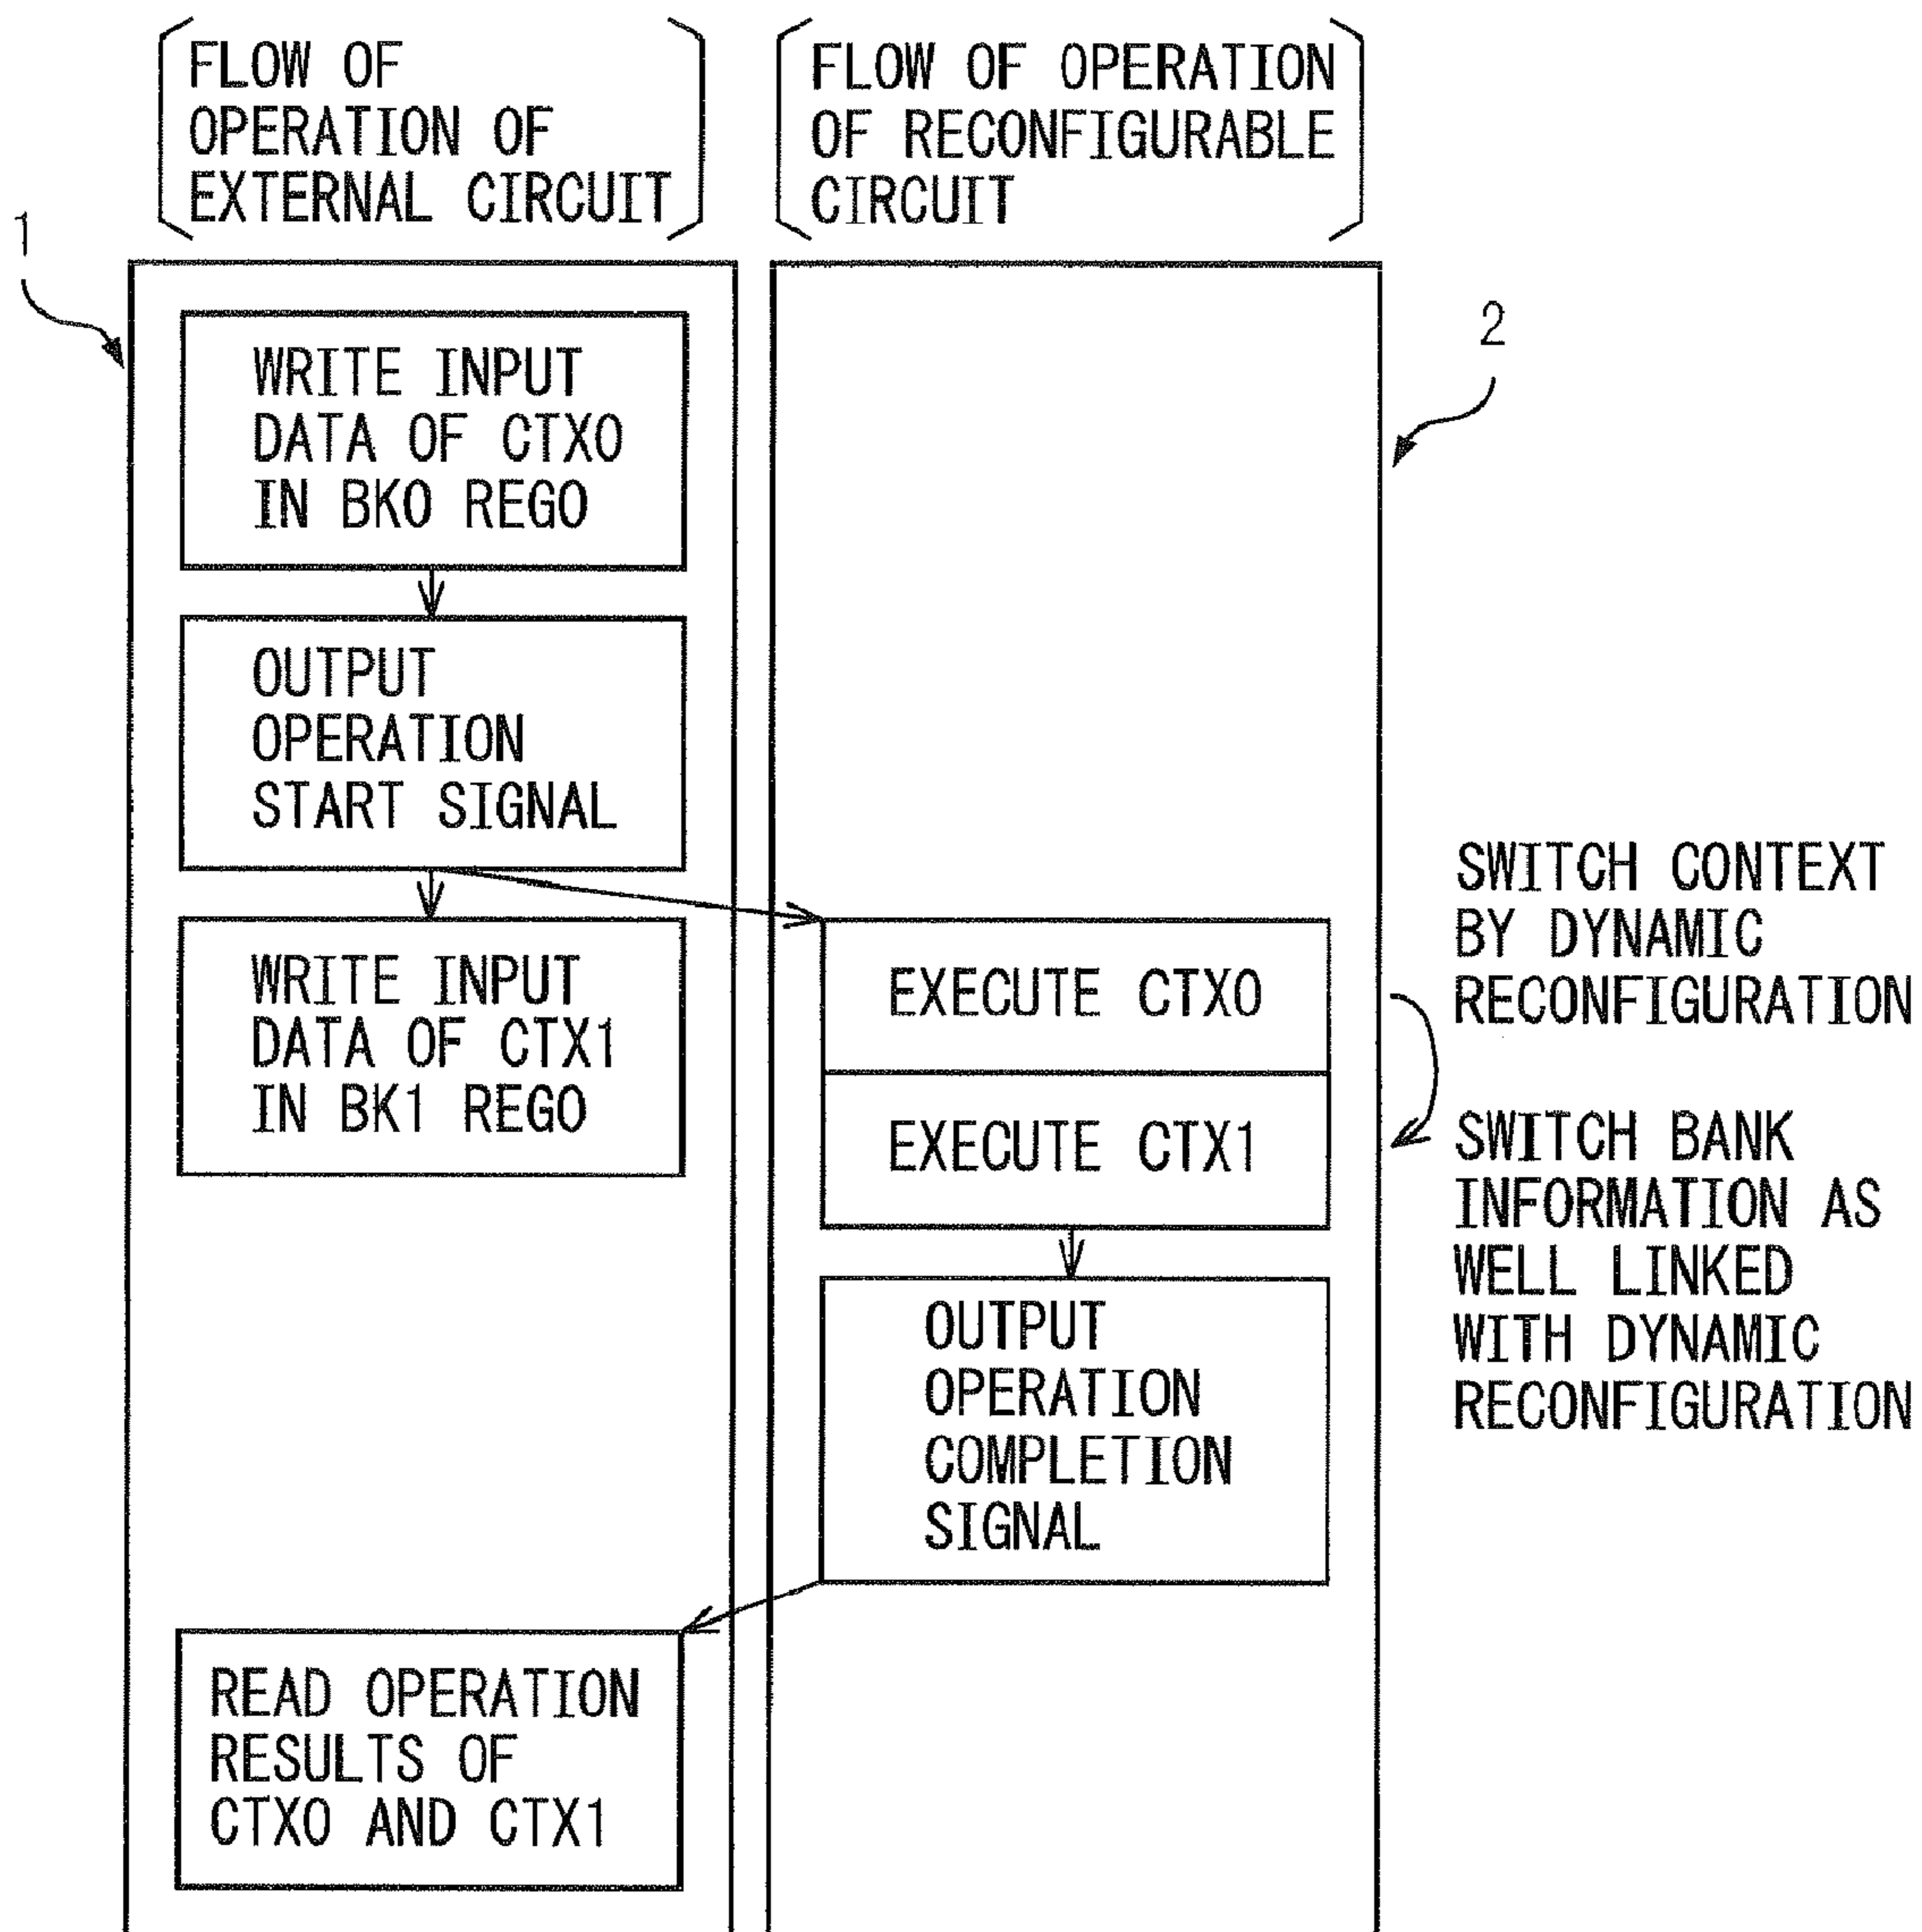 FLOW OF
OPERATION OF
EXTERNAL CIRCUIT
FLOW OF OPERATION
OF RECONFIGURABLE
CIRCUIT
1
2
WRITE INPUT
DATA OF CTX0
IN BK0 REG0
OUTPUT
OPERATION
START SIGNAL
WRITE INPUT
DATA OF CTX1
IN BK1 REG0
EXECUTE CTX0
EXECUTE CTX1
SWITCH CONTEXT
BY DYNAMIC
RECONFIGURATION
SWITCH BANK
INFORMATION AS
WELL LINKED
WITH DYNAMIC
RECONFIGURATION
OUTPUT
OPERATION
COMPLETION
SIGNAL
READ OPERATION
RESULTS OF
CTX0 AND CTX1